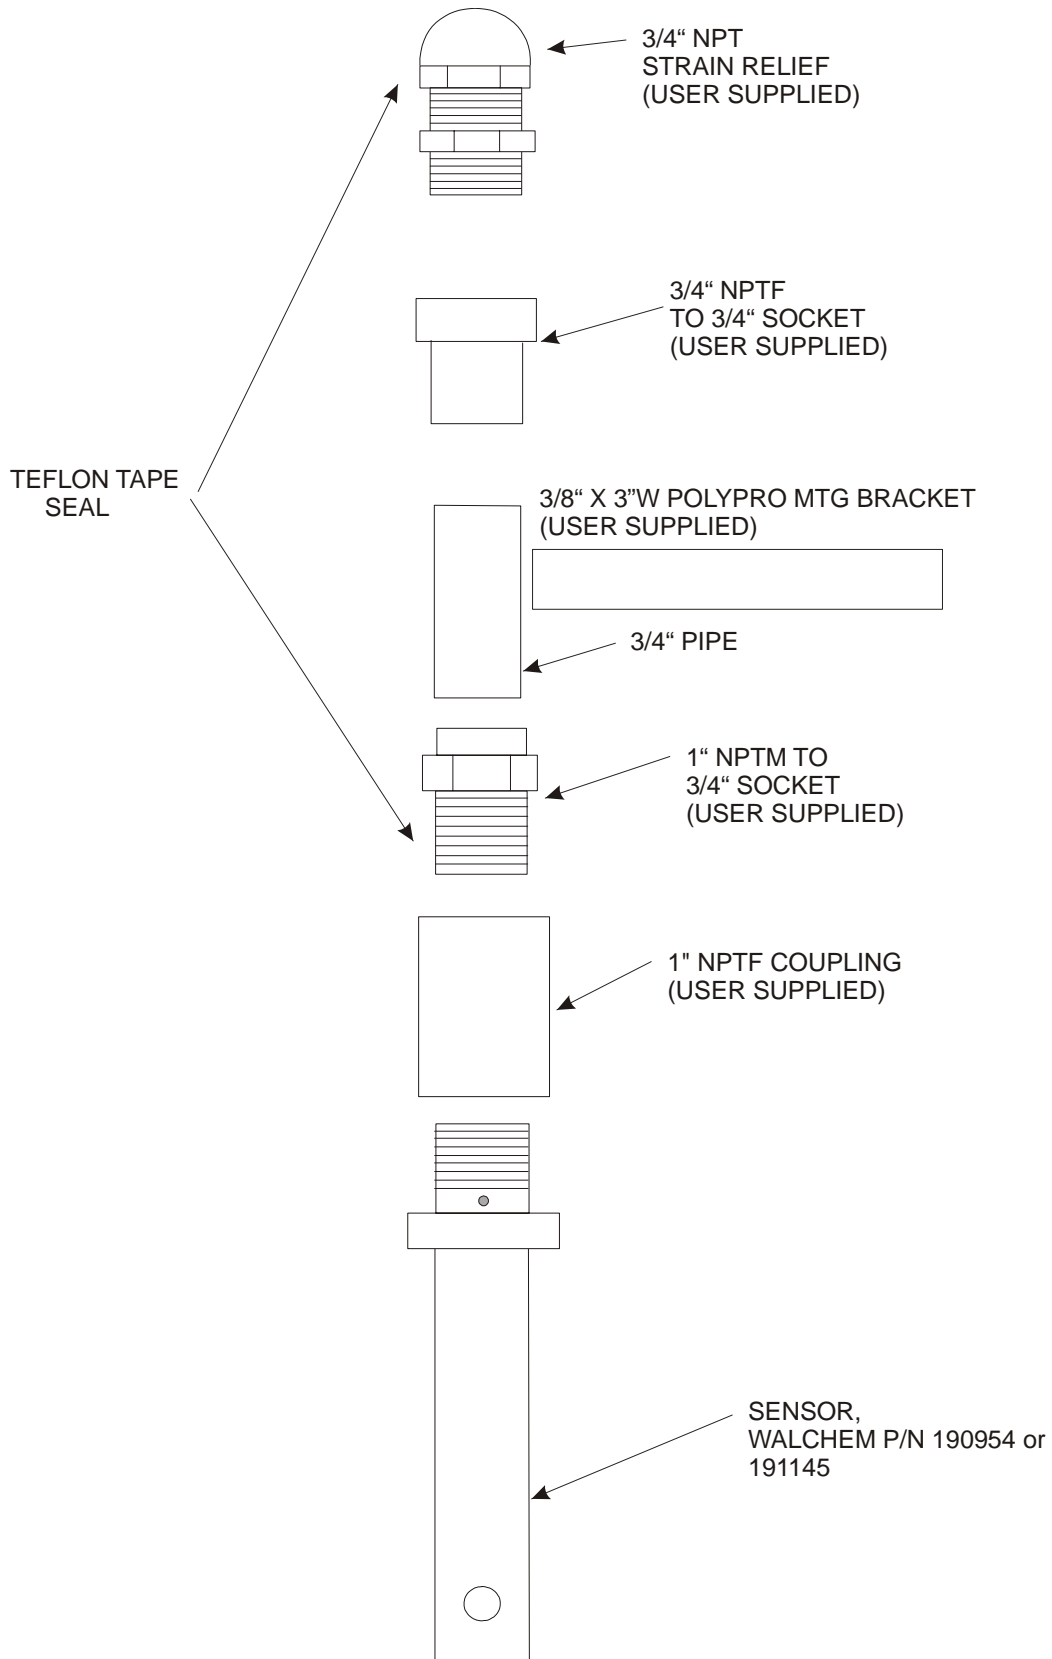 3/4“ NPT
STRAIN RELIEF
(USER SUPPLIED)
3/4“ NPTF
TO 3/4“ SOCKET
(USER SUPPLIED)
TEFLON TAPE
SEAL
3/8“ X 3”W POLYPRO MTG BRACKET
(USER SUPPLIED)
3/4“ PIPE
1“ NPTM TO
3/4“ SOCKET
(USER SUPPLIED)
1" NPTF COUPLING
(USER SUPPLIED)
SENSOR,
WALCHEM P/N 190954 or
191145